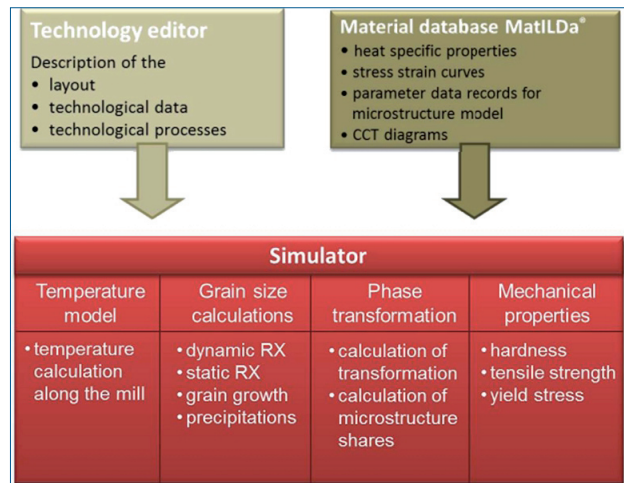 Technology editor
Description of the
• layout
• technological data
• technological processes
Material database MatILDa®
• heat specific properties
• stress strain curves
• parameter data records for
microstructure model
• CCT diagrams
Simulator
Temperature
model
• temperature
calculation
along the mill
Grain size
calculations
• dynamic RX
• static RX
• grain growth
• precipitations
Phase
transformation
• calculation of
transformation
• calculation of
microstructure
shares
Mechanical
properties
• hardness
• tensile strength
• yield stress